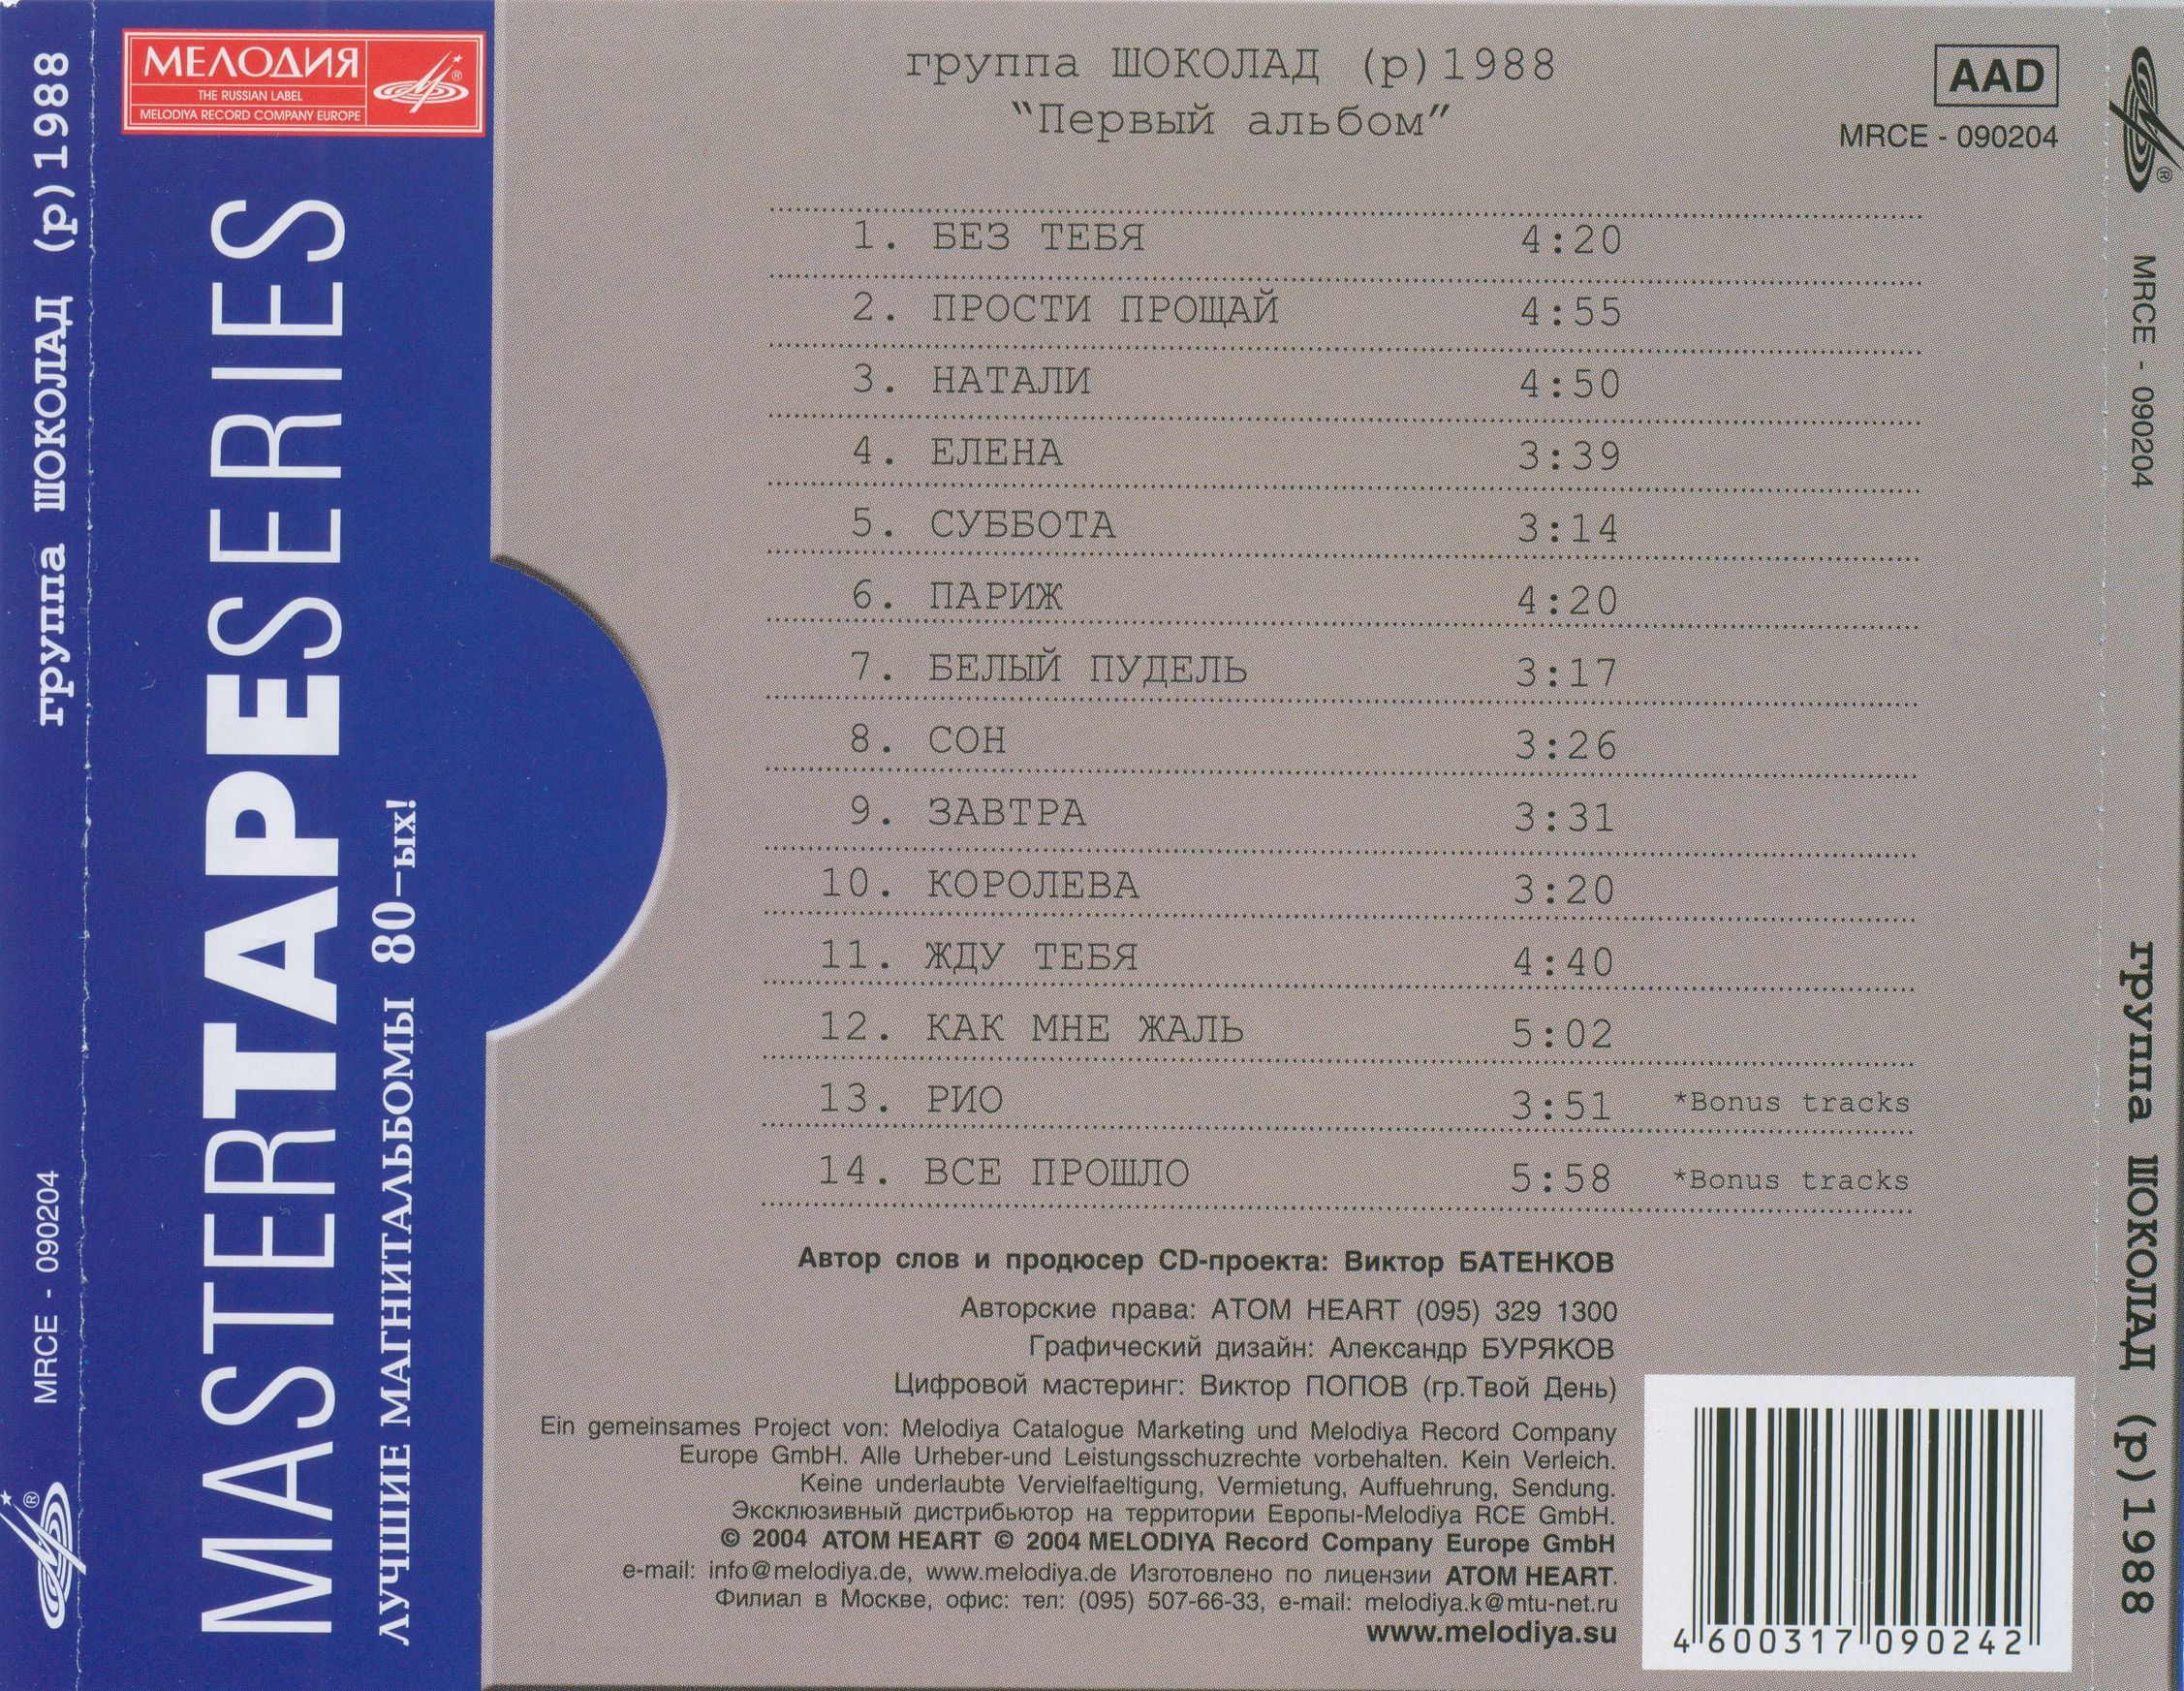 группа ШОКОЛАД (р)1988
MRCE - 090204
МЕЛОДИЯ
THE RUSSIAN LABEL
MELODIYA RECORD COMPANY EUROPE
®
MASTERTAPESERIES
ЛУЧШИЕ МАГНИТАЛЬБОМЫ 80-ых!
®
группа ШОКОЛАД (р)1988
"Первый альбом"
AAD
MRCE - 090204
1. БЕЗ ТЕБЯ 4:20
2. ПРОСТИ ПРОЩАЙ 4:55
3. НАТАЛИ 4:50
4. ЕЛЕНА 3:39
5. СУББОТА 3:14
6. ПАРИЖ 4:20
7. БЕЛЫЙ ПУДЕЛЬ 3:17
8. СОН 3:26
9. ЗАВТРА 3:31
10. КОРОЛЕВА 3:20
11. ЖДУ ТЕБЯ 4:40
12. КАК МНЕ ЖАЛЬ 5:02
13. РИО 3:51 *Bonus tracks
14. ВСЕ ПРОШЛО 5:58 *Bonus tracks
Автор слов и продюсер CD-проекта: Виктор БАТЕНКОВ
Авторские права: ATOM HEART (095) 329 1300
Графический дизайн: Александр БУРЯКОВ
Цифровой мастеринг: Виктор ПОПОВ (гр.Твой День)
Ein gemeinsames Project von: Melodiya Catalogue Marketing und Melodiya Record Company
Europe GmbH. Alle Urheber-und Leistungsschuzrechte vorbehalten. Kein Verleich.
Keine underlaubte Vervielfaeltigung, Vermietung, Auffuehrung, Sendung.
Эксклюзивный дистрибьютор на территории Европы-Melodiya RCE GmbH.
© 2004 ATOM HEART © 2004 MELODIYA Record Company Europe GmbH
e-mail: info@melodiya.de, www.melodiya.de Изготовлено по лицензии ATOM HEART.
Филиал в Москве, офис: тел: (095) 507-66-33, e-mail: melodiya.k@mtu-net.ru
www.melodiya.su
4 600317 090242
®
MRCE - 090204
группа ШОКОЛАД (р)1988